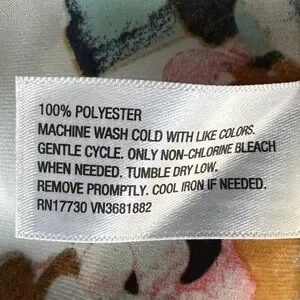 100% POLYESTER
MACHINE WASH COLD WITH LIKE COLORS.
GENTLE CYCLE. ONLY NON-CHLORINE BLEACH
WHEN NEEDED. TUMBLE DRY LOW.
REMOVE PROMPTLY. COOL IRON IF NEEDED.
RN17730 VN3681882